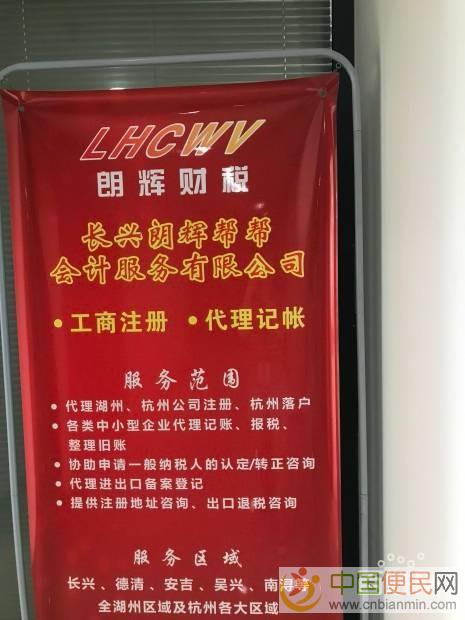 LHCWV
朗辉财税
长兴朗辉帮帮
会计服务有限公司
•工商注册 •代理记帐
服务范围
• 代理湖州、杭州公司注册、杭州落户
• 各类中小型企业代理记账、报税、
整理旧账
• 协助申请一般纳税人的认定/转正咨询
• 代理进出口备案登记
• 提供注册地址咨询、出口退税咨询
服务区域
长兴、德清、安吉、吴兴、南浔等
全湖州区域及杭州各大区域
中国便民网
www.cnbianmin.com